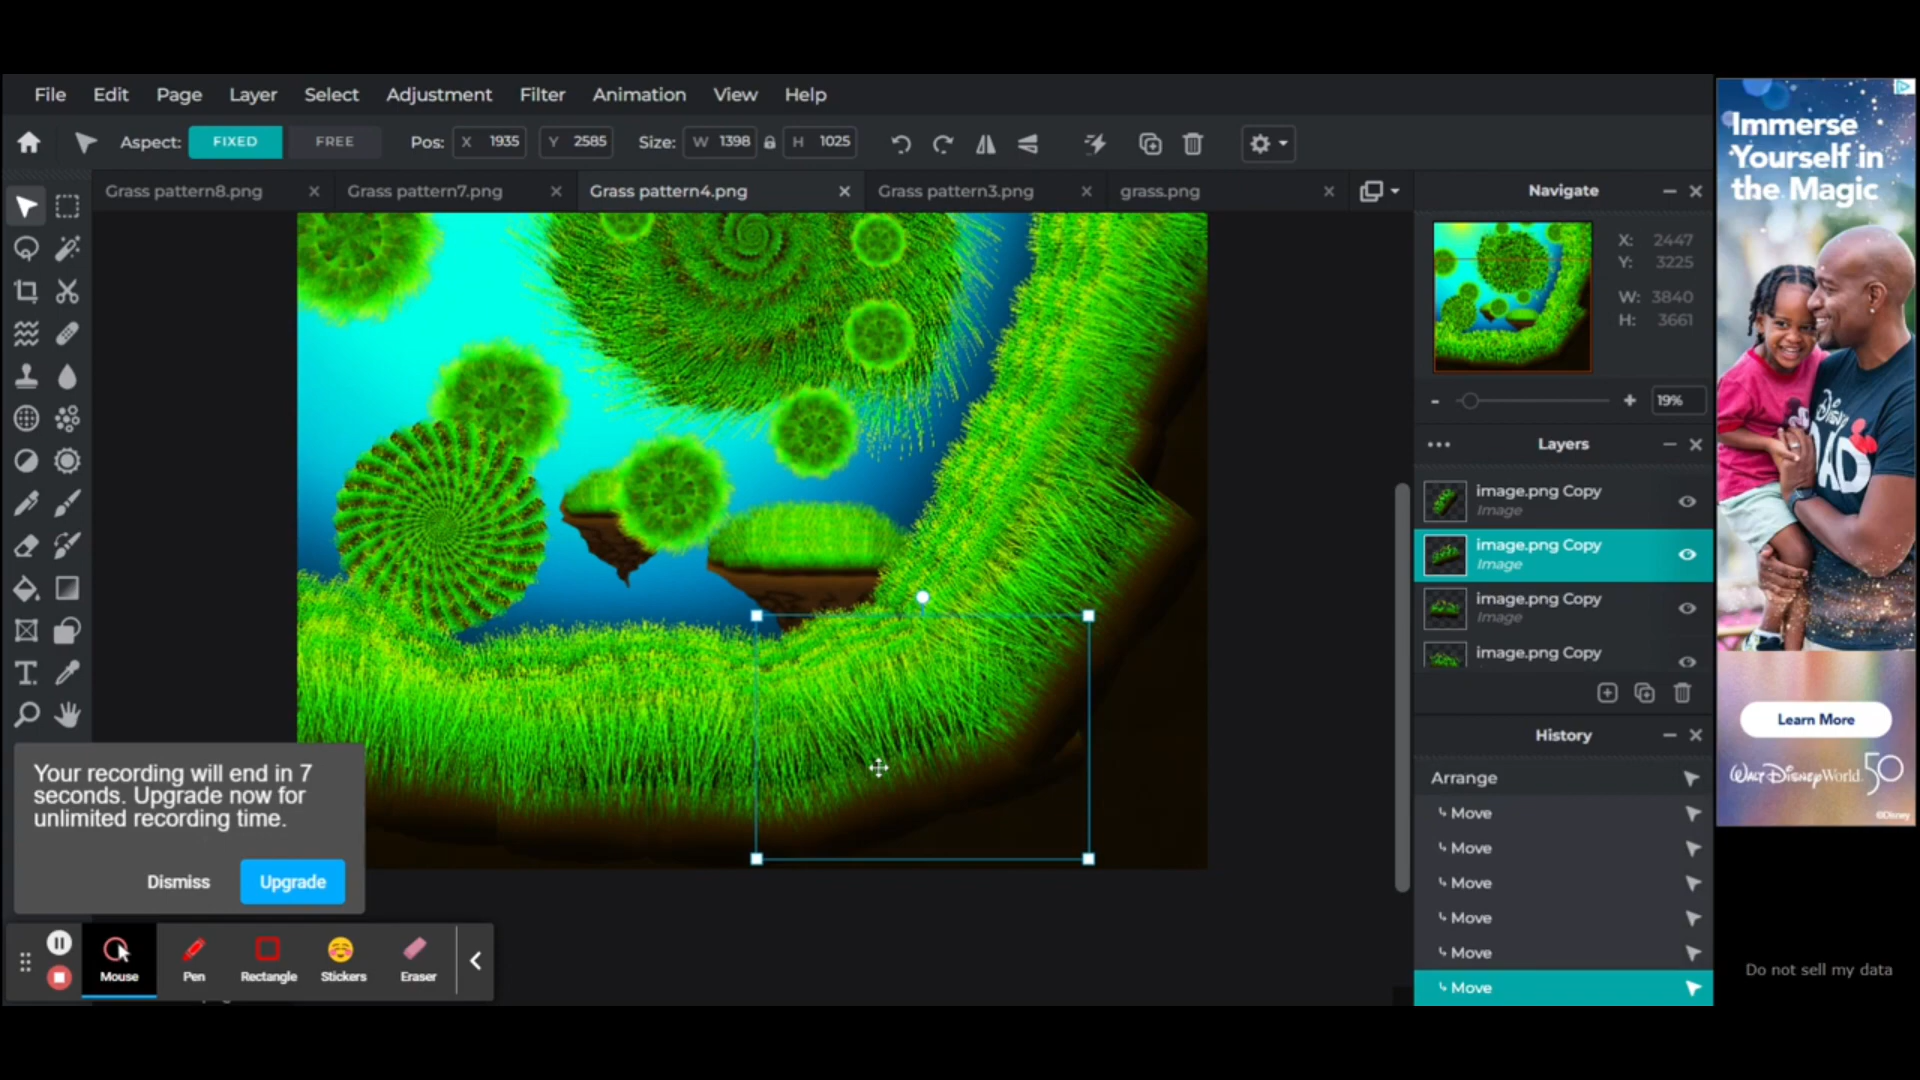 File Edit Page Layer Select Adjustment Filter Animation View Help
Aspect: FIXED FREE Pos: X 1935 Y 2585 Size: W 1398 H 1025
Grass pattern8.png Grass pattern7.png Grass pattern4.png Grass pattern3.png grass.png
Navigate
X: 2447
Y: 3225
W: 3840
H: 3661
- + 19%
Layers
image.png Copy
Image
image.png Copy
Image
image.png Copy
Image
image.png Copy
History
Arrange
Move
Move
Move
Move
Move
Move
Your recording will end in 7
seconds. Upgrade now for
unlimited recording time.
Dismiss Upgrade
Mouse Pen Rectangle Stickers Eraser
Immerse
Yourself in
the Magic
Disney
DAD
Learn More
Walt Disney World 50
©Disney
Do not sell my data